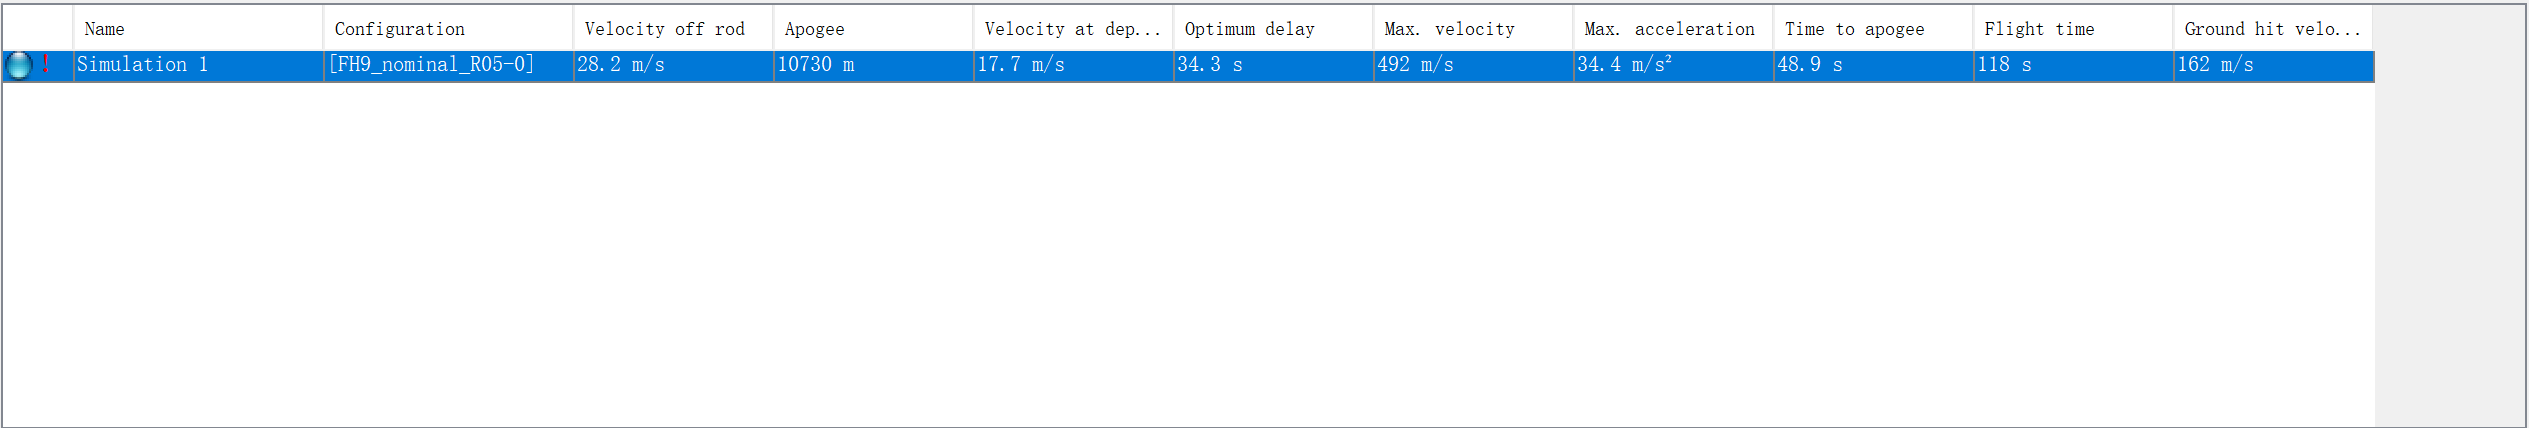 Name Configuration Velocity off rod Apogee Velocity at dep... Optimum delay Max. velocity Max. acceleration Time to apogee Flight time Ground hit velo...
! Simulation 1 [FH9_nominal_R05-0] 28.2 m/s 10730 m 17.7 m/s 34.3 s 492 m/s 34.4 m/s² 48.9 s 118 s 162 m/s